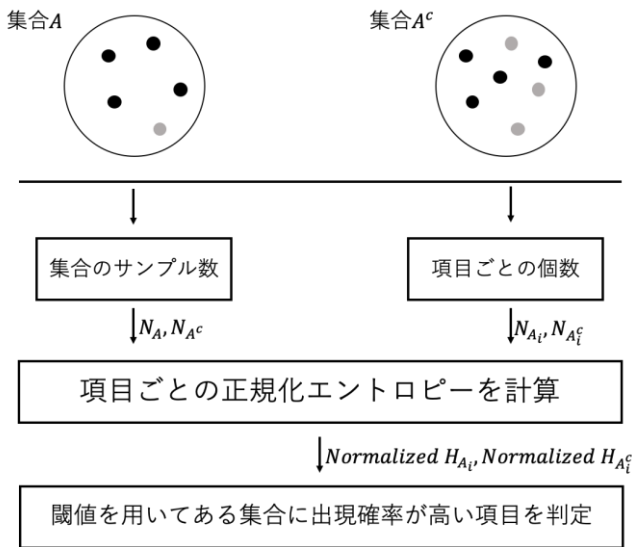 集合A 集合A^c
集合のサンプル数 項目ごとの個数
N_A, N_{A^c} N_{A_i}, N_{A_i^c}
項目ごとの正規化エントロピーを計算
Normalized H_{A_i}, Normalized H_{A_i^c}
閾値を用いてある集合に出現確率が高い項目を判定